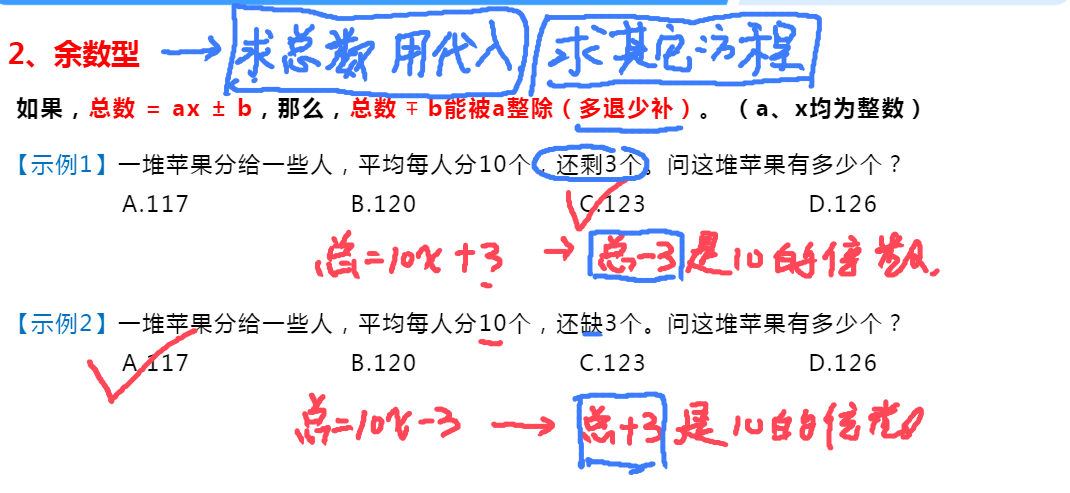 2、余数型 → 求总数 用代入 求其它方程
如果，总数 = ax ± b，那么，总数 ∓ b能被a整除（多退少补）。（a、x均为整数）
【示例1】一堆苹果分给一些人，平均每人分10个，还剩3个。问这堆苹果有多少个？
A.117 B.120 C.123 D.126
总=10x+3 → 总-3 是10的倍数.
【示例2】一堆苹果分给一些人，平均每人分10个，还缺3个。问这堆苹果有多少个？
A.117 B.120 C.123 D.126
总=10x-3 → 总+3 是10的倍数